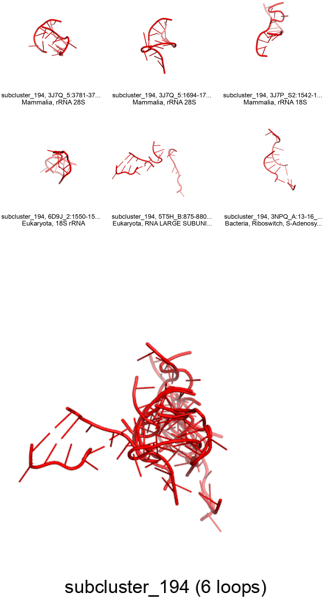 subcluster_194, 3J7Q_5:3781-37...
Mammalia, rRNA 28S
subcluster_194, 3J7Q_5:1694-17...
Mammalia, rRNA 28S
subcluster_194, 3J7P_S2:1542-1...
Mammalia, rRNA 18S
subcluster_194, 6D9J_2:1550-15...
Eukaryota, 18S rRNA
subcluster_194, 5T5H_B:875-880...
Eukaryota, RNA LARGE SUBUNI...
subcluster_194, 3NPQ_A:13-16_...
Bacteria, Riboswitch, S-Adenosy...
subcluster_194 (6 loops)